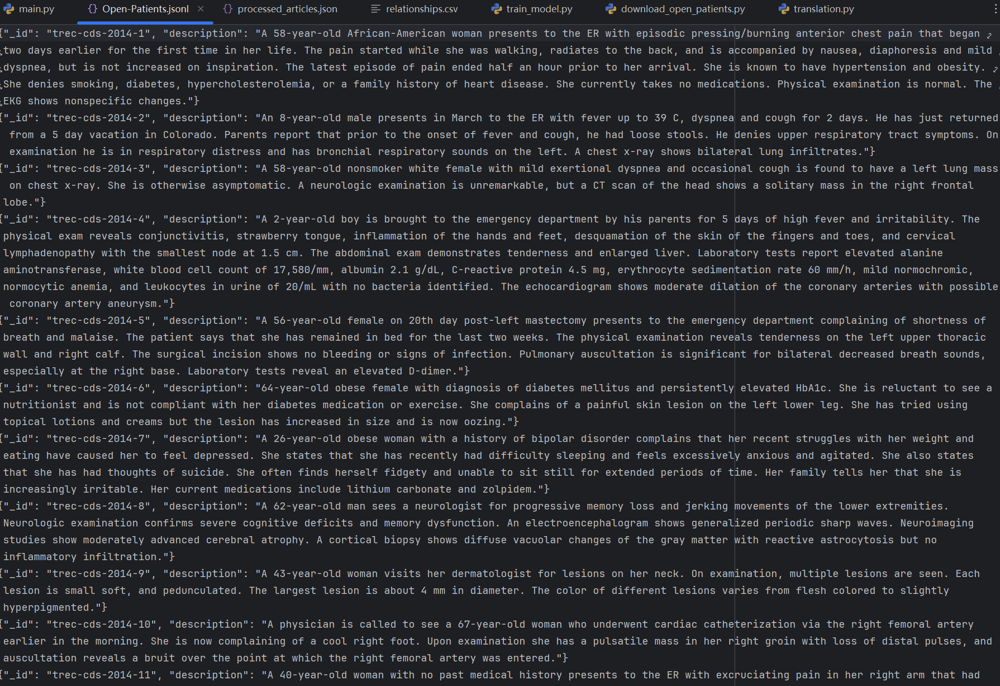 main.py Open-Patients.jsonl processed_articles.json relationships.csv train_model.py download_open_patients.py translation.py
{"_id": "trec-cds-2014-1", "description": "A 58-year-old African-American woman presents to the ER with episodic pressing/burning anterior chest pain that began
two days earlier for the first time in her life. The pain started while she was walking, radiates to the back, and is accompanied by nausea, diaphoresis and mild
dyspnea, but is not increased on inspiration. The latest episode of pain ended half an hour prior to her arrival. She is known to have hypertension and obesity.
She denies smoking, diabetes, hypercholesterolemia, or a family history of heart disease. She currently takes no medications. Physical examination is normal. The
EKG shows nonspecific changes."}
{"_id": "trec-cds-2014-2", "description": "An 8-year-old male presents in March to the ER with fever up to 39 C, dyspnea and cough for 2 days. He has just returned
from a 5 day vacation in Colorado. Parents report that prior to the onset of fever and cough, he had loose stools. He denies upper respiratory tract symptoms. On
examination he is in respiratory distress and has bronchial respiratory sounds on the left. A chest x-ray shows bilateral lung infiltrates."}
{"_id": "trec-cds-2014-3", "description": "A 58-year-old nonsmoker white female with mild exertional dyspnea and occasional cough is found to have a left lung mass
on chest x-ray. She is otherwise asymptomatic. A neurologic examination is unremarkable, but a CT scan of the head shows a solitary mass in the right frontal
lobe."}
{"_id": "trec-cds-2014-4", "description": "A 2-year-old boy is brought to the emergency department by his parents for 5 days of high fever and irritability. The
physical exam reveals conjunctivitis, strawberry tongue, inflammation of the hands and feet, desquamation of the skin of the fingers and toes, and cervical
lymphadenopathy with the smallest node at 1.5 cm. The abdominal exam demonstrates tenderness and enlarged liver. Laboratory tests report elevated alanine
aminotransferase, white blood cell count of 17,580/mm, albumin 2.1 g/dL, C-reactive protein 4.5 mg, erythrocyte sedimentation rate 60 mm/h, mild normochromic,
normocytic anemia, and leukocytes in urine of 20/mL with no bacteria identified. The echocardiogram shows moderate dilation of the coronary arteries with possible
coronary artery aneurysm."}
{"_id": "trec-cds-2014-5", "description": "A 56-year-old female on 20th day post-left mastectomy presents to the emergency department complaining of shortness of
breath and malaise. The patient says that she has remained in bed for the last two weeks. The physical examination reveals tenderness on the left upper thoracic
wall and right calf. The surgical incision shows no bleeding or signs of infection. Pulmonary auscultation is significant for bilateral decreased breath sounds,
especially at the right base. Laboratory tests reveal an elevated D-dimer."}
{"_id": "trec-cds-2014-6", "description": "64-year-old obese female with diagnosis of diabetes mellitus and persistently elevated HbA1c. She is reluctant to see a
nutritionist and is not compliant with her diabetes medication or exercise. She complains of a painful skin lesion on the left lower leg. She has tried using
topical lotions and creams but the lesion has increased in size and is now oozing."}
{"_id": "trec-cds-2014-7", "description": "A 26-year-old obese woman with a history of bipolar disorder complains that her recent struggles with her weight and
eating have caused her to feel depressed. She states that she has recently had difficulty sleeping and feels excessively anxious and agitated. She also states
that she has had thoughts of suicide. She often finds herself fidgety and unable to sit still for extended periods of time. Her family tells her that she is
increasingly irritable. Her current medications include lithium carbonate and zolpidem."}
{"_id": "trec-cds-2014-8", "description": "A 62-year-old man sees a neurologist for progressive memory loss and jerking movements of the lower extremities.
Neurologic examination confirms severe cognitive deficits and memory dysfunction. An electroencephalogram shows generalized periodic sharp waves. Neuroimaging
studies show moderately advanced cerebral atrophy. A cortical biopsy shows diffuse vacuolar changes of the gray matter with reactive astrocytosis but no
inflammatory infiltration."}
{"_id": "trec-cds-2014-9", "description": "A 43-year-old woman visits her dermatologist for lesions on her neck. On examination, multiple lesions are seen. Each
lesion is small soft, and pedunculated. The largest lesion is about 4 mm in diameter. The color of different lesions varies from flesh colored to slightly
hyperpigmented."}
{"_id": "trec-cds-2014-10", "description": "A physician is called to see a 67-year-old woman who underwent cardiac catheterization via the right femoral artery
earlier in the morning. She is now complaining of a cool right foot. Upon examination she has a pulsatile mass in her right groin with loss of distal pulses, and
auscultation reveals a bruit over the point at which the right femoral artery was entered."}
{"_id": "trec-cds-2014-11", "description": "A 40-year-old woman with no past medical history presents to the ER with excruciating pain in her right arm that had